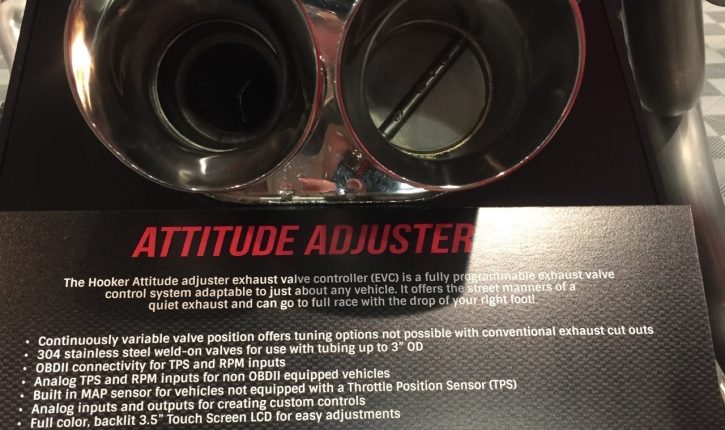 ATTITUDE ADJUSTER
The Hooker Attitude adjuster exhaust valve controller (EVC) is a fully programmable exhaust valve
control system adaptable to just about any vehicle. It offers the street manners of a
quiet exhaust and can go to full race with the drop of your right foot!
• Continuously variable valve position offers tuning options not possible with conventional exhaust cut outs
• 304 stainless steel weld-on valves for use with tubing up to 3" OD
• OBDII connectivity for TPS and RPM inputs
• Analog TPS and RPM inputs for non OBDII equipped vehicles
• Built in MAP sensor for vehicles not equipped with a Throttle Position Sensor (TPS)
• Analog inputs and outputs for creating custom controls
• Full color, backlit 3.5" Touch Screen LCD for easy adjustments